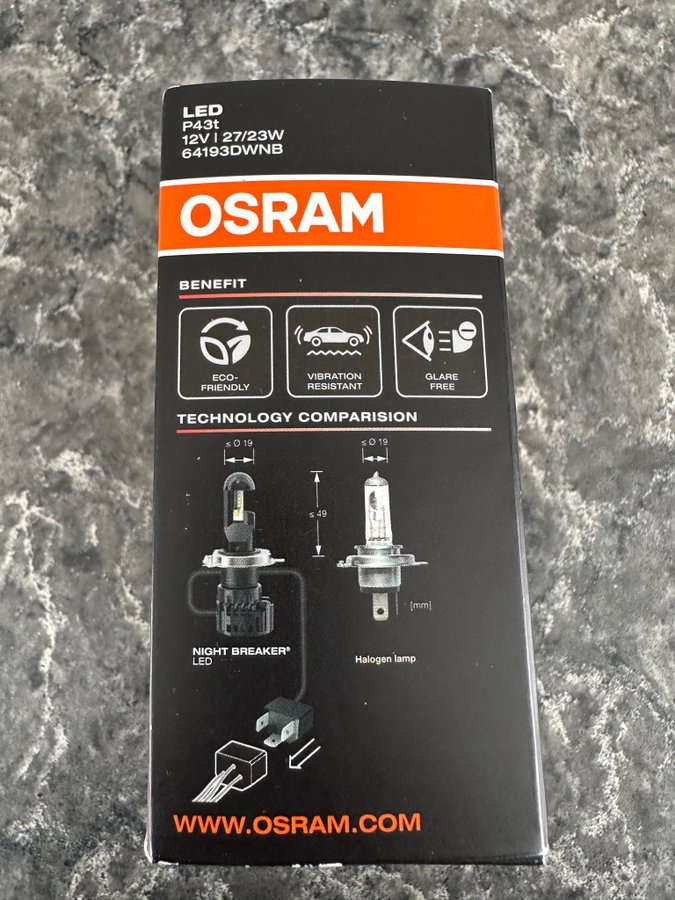 LED
P43t
12V | 27/23W
64193DWNB
OSRAM
BENEFIT
ECO-
FRIENDLY
VIBRATION
RESISTANT
GLARE
FREE
TECHNOLOGY COMPARISION
≤ Ø 19
≤ Ø 19
≤ 49
[mm]
NIGHT BREAKER®
LED
Halogen lamp
WWW.OSRAM.COM